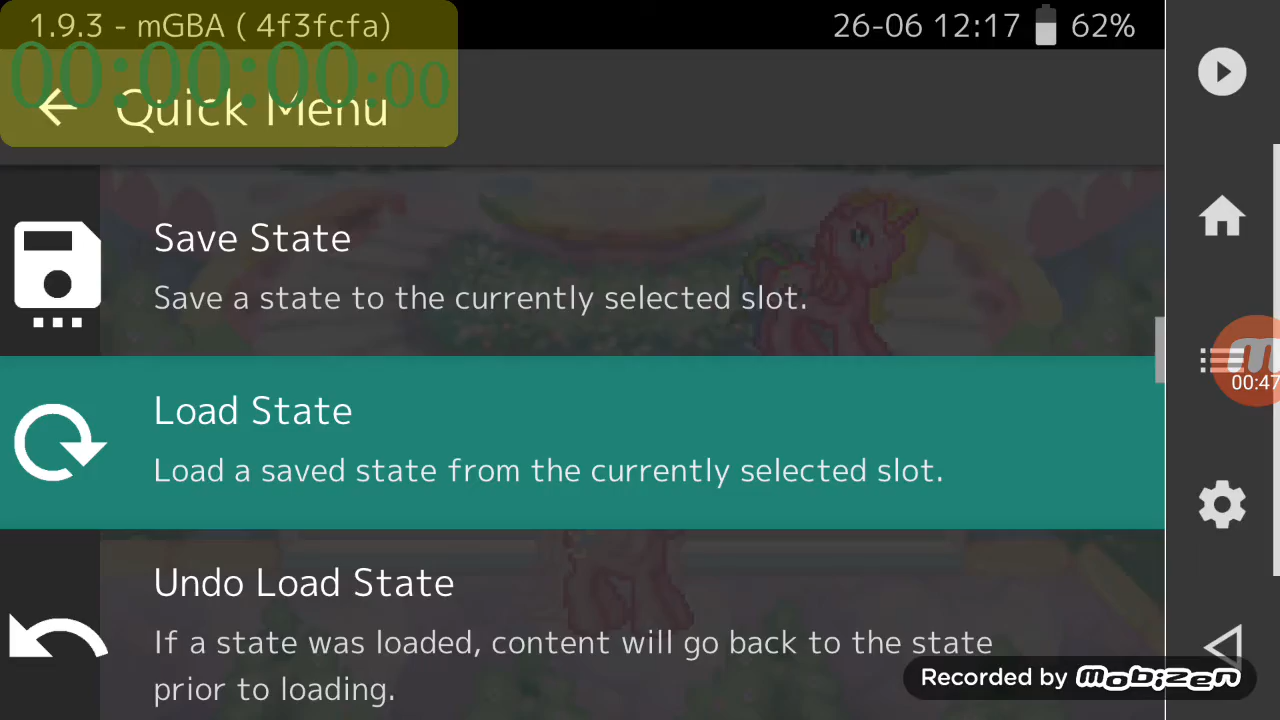 1.9.3 - mGBA ( 4f3fcfa)
26-06 12:17 62%
00:00:00:00
Quick Menu
Save State
Save a state to the currently selected slot.
Load State
Load a saved state from the currently selected slot.
00:47
Undo Load State
If a state was loaded, content will go back to the state
prior to loading.
Recorded by mobizen